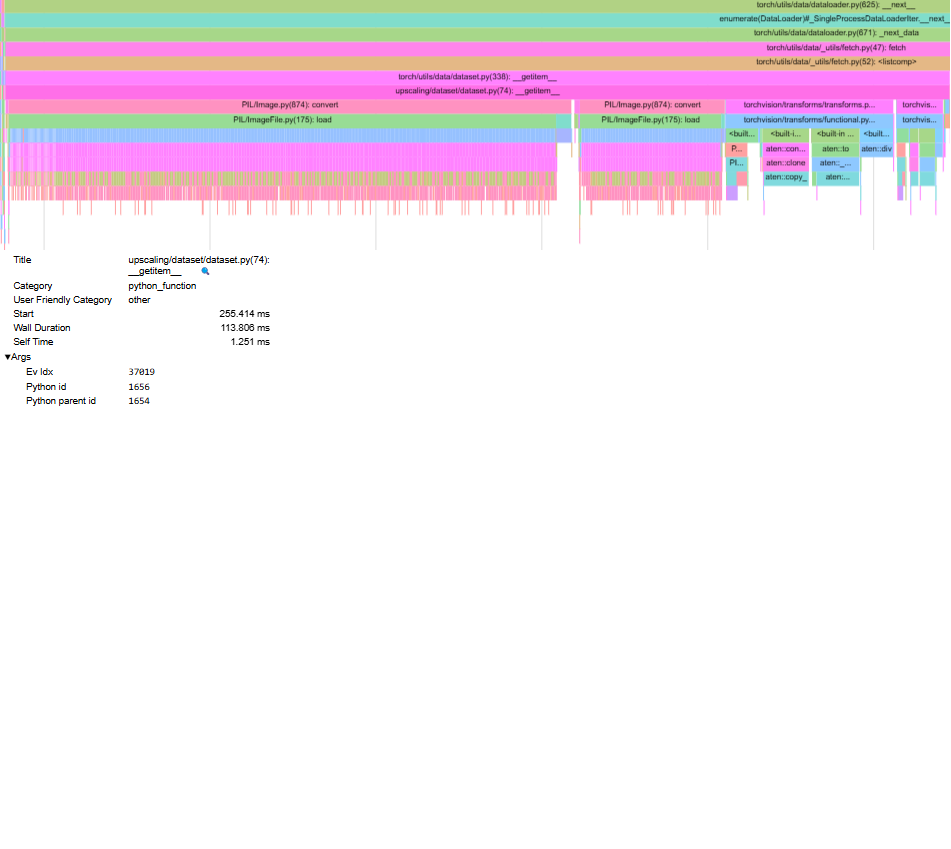 torch/utils/data/dataloader.py(625): __next__
enumerate(DataLoader)#_SingleProcessDataLoaderIter.__next_
torch/utils/data/dataloader.py(671): _next_data
torch/utils/data/_utils/fetch.py(47): fetch
torch/utils/data/_utils/fetch.py(52): <listcomp>
torch/utils/data/dataset.py(338): __getitem__
upscaling/dataset/dataset.py(74): __getitem__
PIL/Image.py(874): convert PIL/Image.py(874): convert torchvision/transforms/transforms.p... torchvis...
PIL/ImageFile.py(175): load PIL/ImageFile.py(175): load torchvision/transforms/functional.py... torchvis...
<built... <built-i... <built-in ... <built...
P... aten::con... aten::to aten::div
PI... aten::clone aten::_...
aten::copy_ aten:...
Title upscaling/dataset/dataset.py(74):
__getitem__
Category python_function
User Friendly Category other
Start 255.414 ms
Wall Duration 113.806 ms
Self Time 1.251 ms
▼Args
Ev Idx 37019
Python id 1656
Python parent id 1654